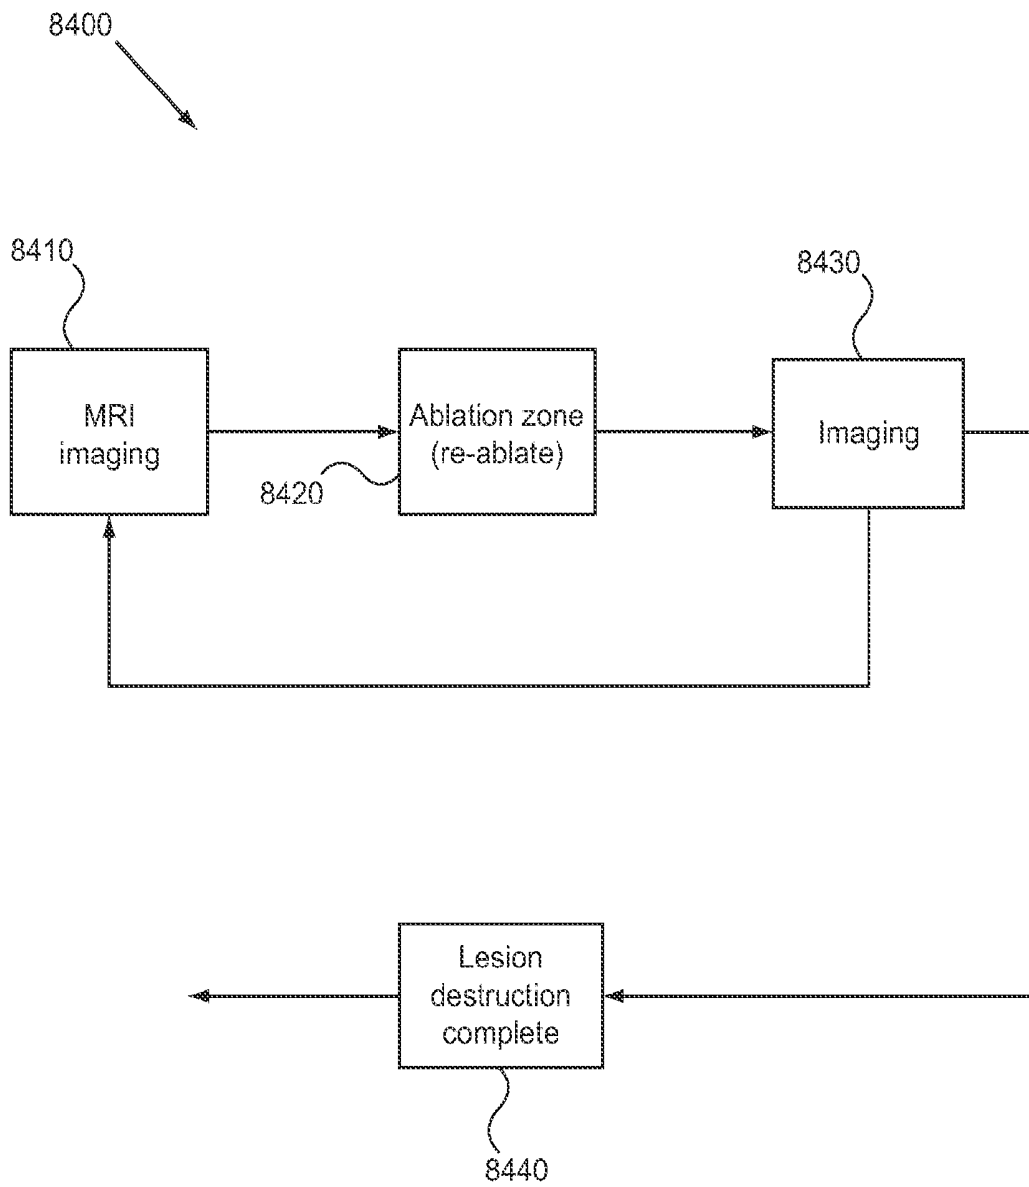 8400
8410
8430
MRI
imaging
Ablation zone
(re-ablate)
Imaging
8420
Lesion
destruction
complete
8440